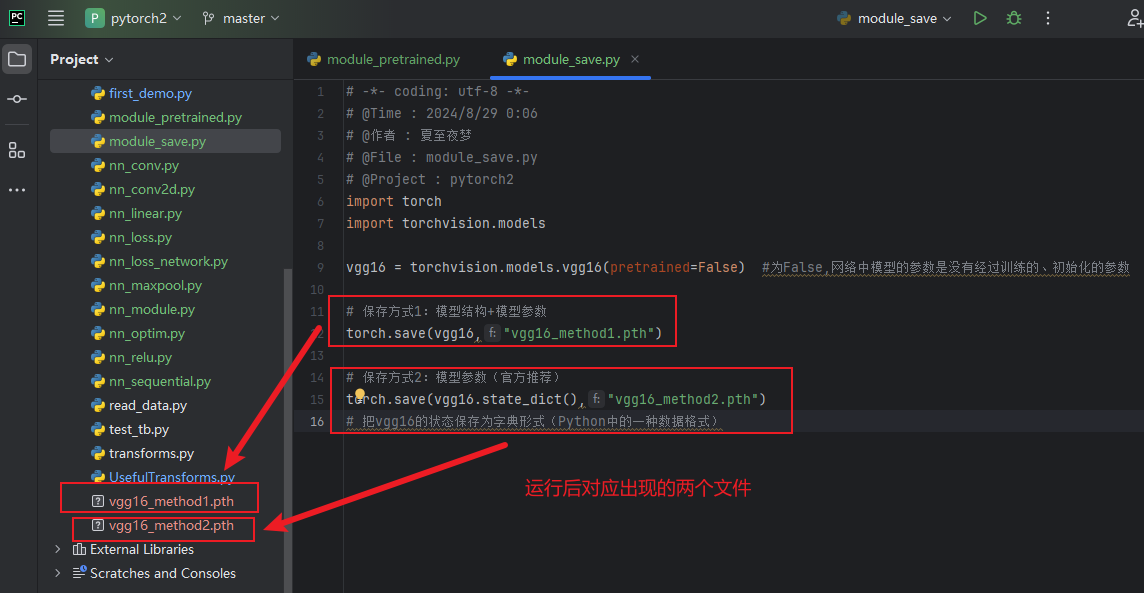 PC
P pytorch2
master
module_save
Project
first_demo.py
module_pretrained.py
module_save.py
nn_conv.py
nn_conv2d.py
nn_linear.py
nn_loss.py
nn_loss_network.py
nn_maxpool.py
nn_module.py
nn_optim.py
nn_relu.py
nn_sequential.py
read_data.py
test_tb.py
transforms.py
UsefulTransforms.py
vgg16_method1.pth
vgg16_method2.pth
External Libraries
Scratches and Consoles
module_pretrained.py
module_save.py
1 # -*- coding: utf-8 -*-
2 # @Time : 2024/8/29 0:06
3 # @作者 : 夏至夜梦
4 # @File : module_save.py
5 # @Project : pytorch2
6 import torch
7 import torchvision.models
8
9 vgg16 = torchvision.models.vgg16(pretrained=False) #为False,网络中模型的参数是没有经过训练的、初始化的参数
10
11 # 保存方式1：模型结构+模型参数
12 torch.save(vgg16, f: "vgg16_method1.pth")
13
14 # 保存方式2：模型参数（官方推荐）
15 torch.save(vgg16.state_dict(), f: "vgg16_method2.pth")
16 # 把vgg16的状态保存为字典形式（Python中的一种数据格式）
运行后对应出现的两个文件